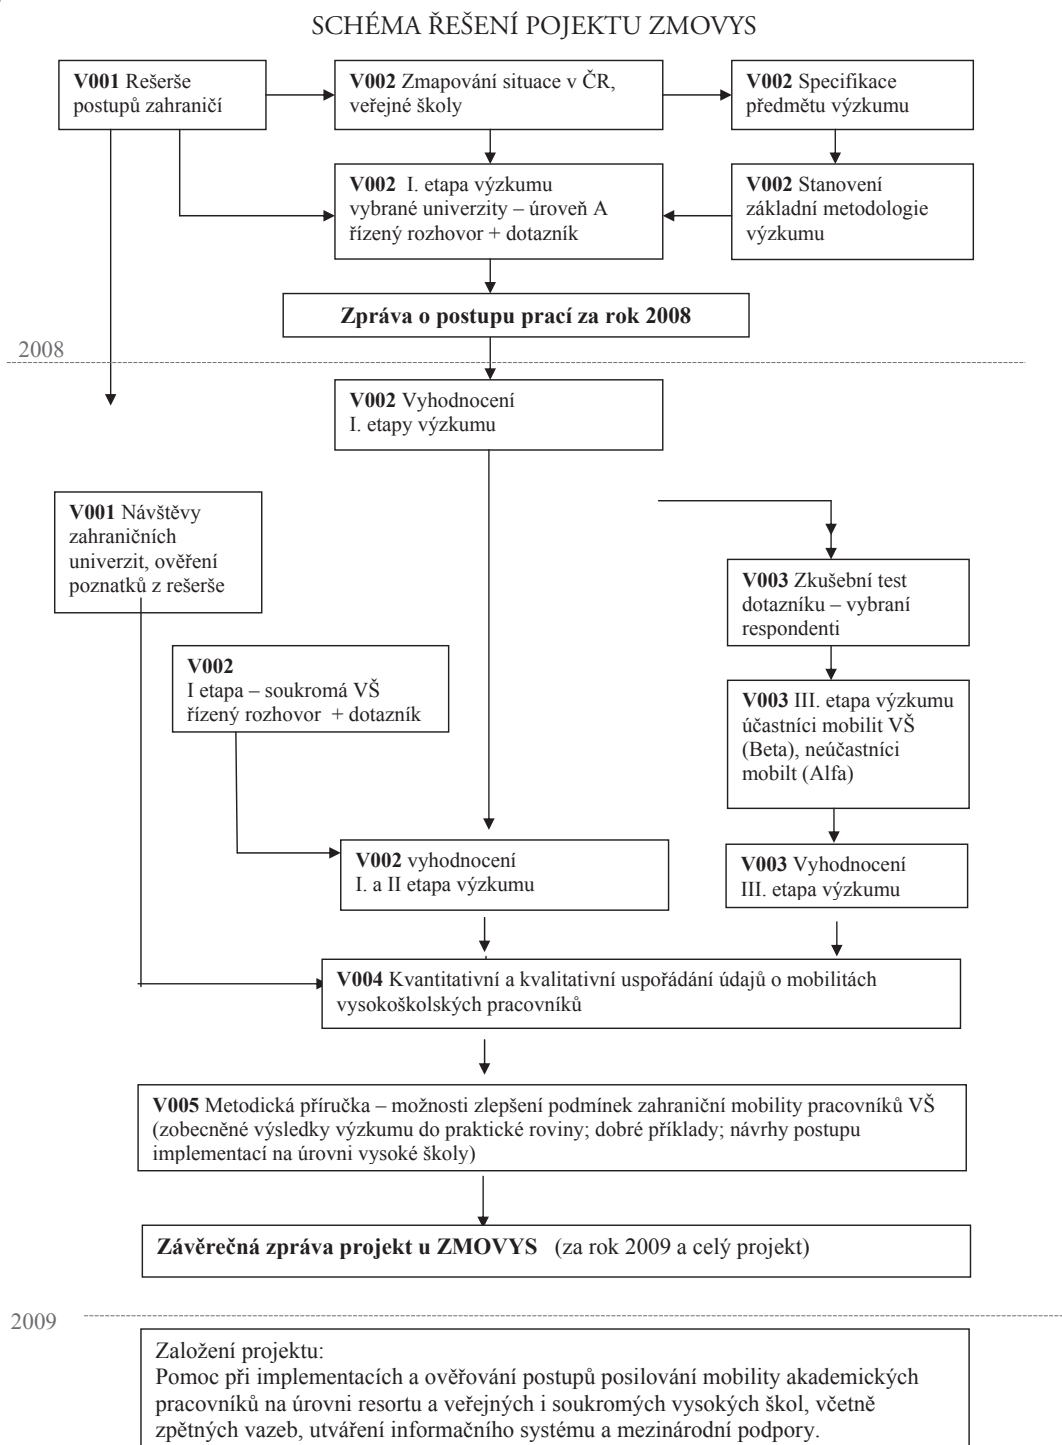 SCHÉMA ŘEŠENÍ POJEKTU ZMOVYS
V001 Rešerše
postupů zahraničí
V002 Zmapování situace v ČR,
veřejné školy
V002 Specifikace
předmětu výzkumu
V002 I. etapa výzkumu
vybrané univerzity – úroveň A
řízený rozhovor + dotazník
V002 Stanovení
základní metodologie
výzkumu
Zpráva o postupu prací za rok 2008
2008
V002 Vyhodnocení
I. etapy výzkumu
V001 Návštěvy
zahraničních
univerzit, ověření
poznatků z rešerše
V003 Zkušební test
dotazníku – vybraní
respondenti
V002
I etapa – soukromá VŠ
řízený rozhovor + dotazník
V003 III. etapa výzkumu
účastníci mobilit VŠ
(Beta), neúčastníci
mobilt (Alfa)
V002 vyhodnocení
I. a II etapa výzkumu
V003 Vyhodnocení
III. etapa výzkumu
V004 Kvantitativní a kvalitativní uspořádání údajů o mobilitách
vysokoškolských pracovníků
V005 Metodická příručka – možnosti zlepšení podmínek zahraniční mobility pracovníků VŠ
(zobecněné výsledky výzkumu do praktické roviny; dobré příklady; návrhy postupu
implementací na úrovni vysoké školy)
Závěrečná zpráva projekt u ZMOVYS (za rok 2009 a celý projekt)
2009
Založení projektu:
Pomoc při implementacích a ověřování postupů posilování mobility akademických
pracovníků na úrovni resortu a veřejných i soukromých vysokých škol, včetně
zpětných vazeb, utváření informačního systému a mezinárodní podpory.